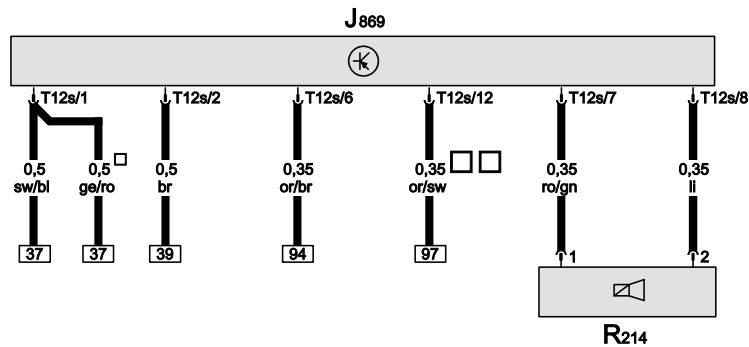 J869
T12s/1 T12s/2 T12s/6 T12s/12 T12s/7 T12s/8
0,5 0,5 0,5 0,35 0,35 0,35 0,35
sw/bl ge/ro br or/br or/sw ro/gn li
37 37 39 94 97 1 2
R214